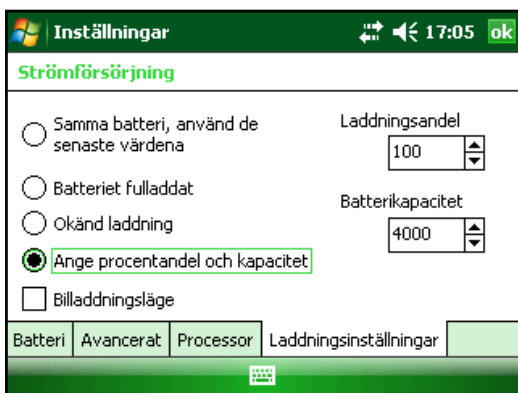 Inställningar
17:05
ok
Strömförsörjning
Samma batteri, använd de
senaste värdena
Batteriet fulladdat
Okänd laddning
Ange procentandel och kapacitet
Billaddningsläge
Laddningsandel
100
Batterikapacitet
4000
Batteri
Avancerat
Processor
Laddningsinställningar